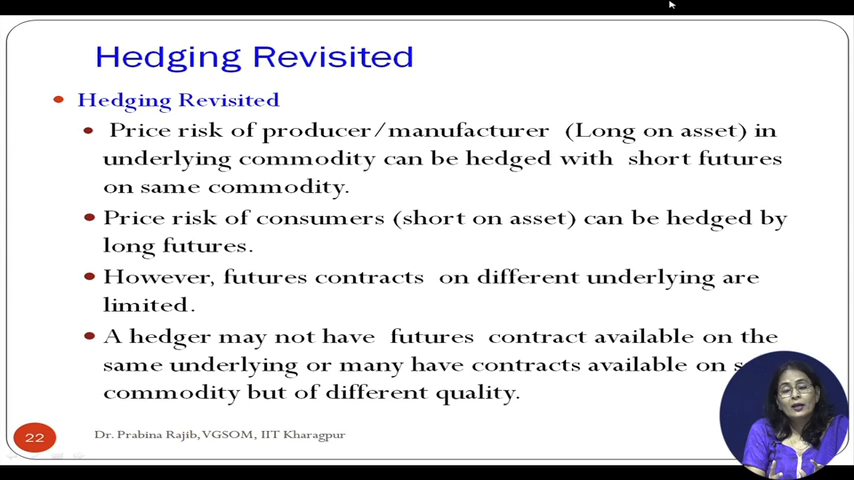 Hedging Revisited
Hedging Revisited
Price risk of producer/manufacturer (Long on asset) in
underlying commodity can be hedged with short futures
on same commodity.
Price risk of consumers (short on asset) can be hedged by
long futures.
However, futures contracts on different underlying are
limited.
A hedger may not have futures contract available on the
same underlying or many have contracts available on
commodity but of different quality.
22
Dr. Prabina Rajib, VGSOM, IIT Kharagpur